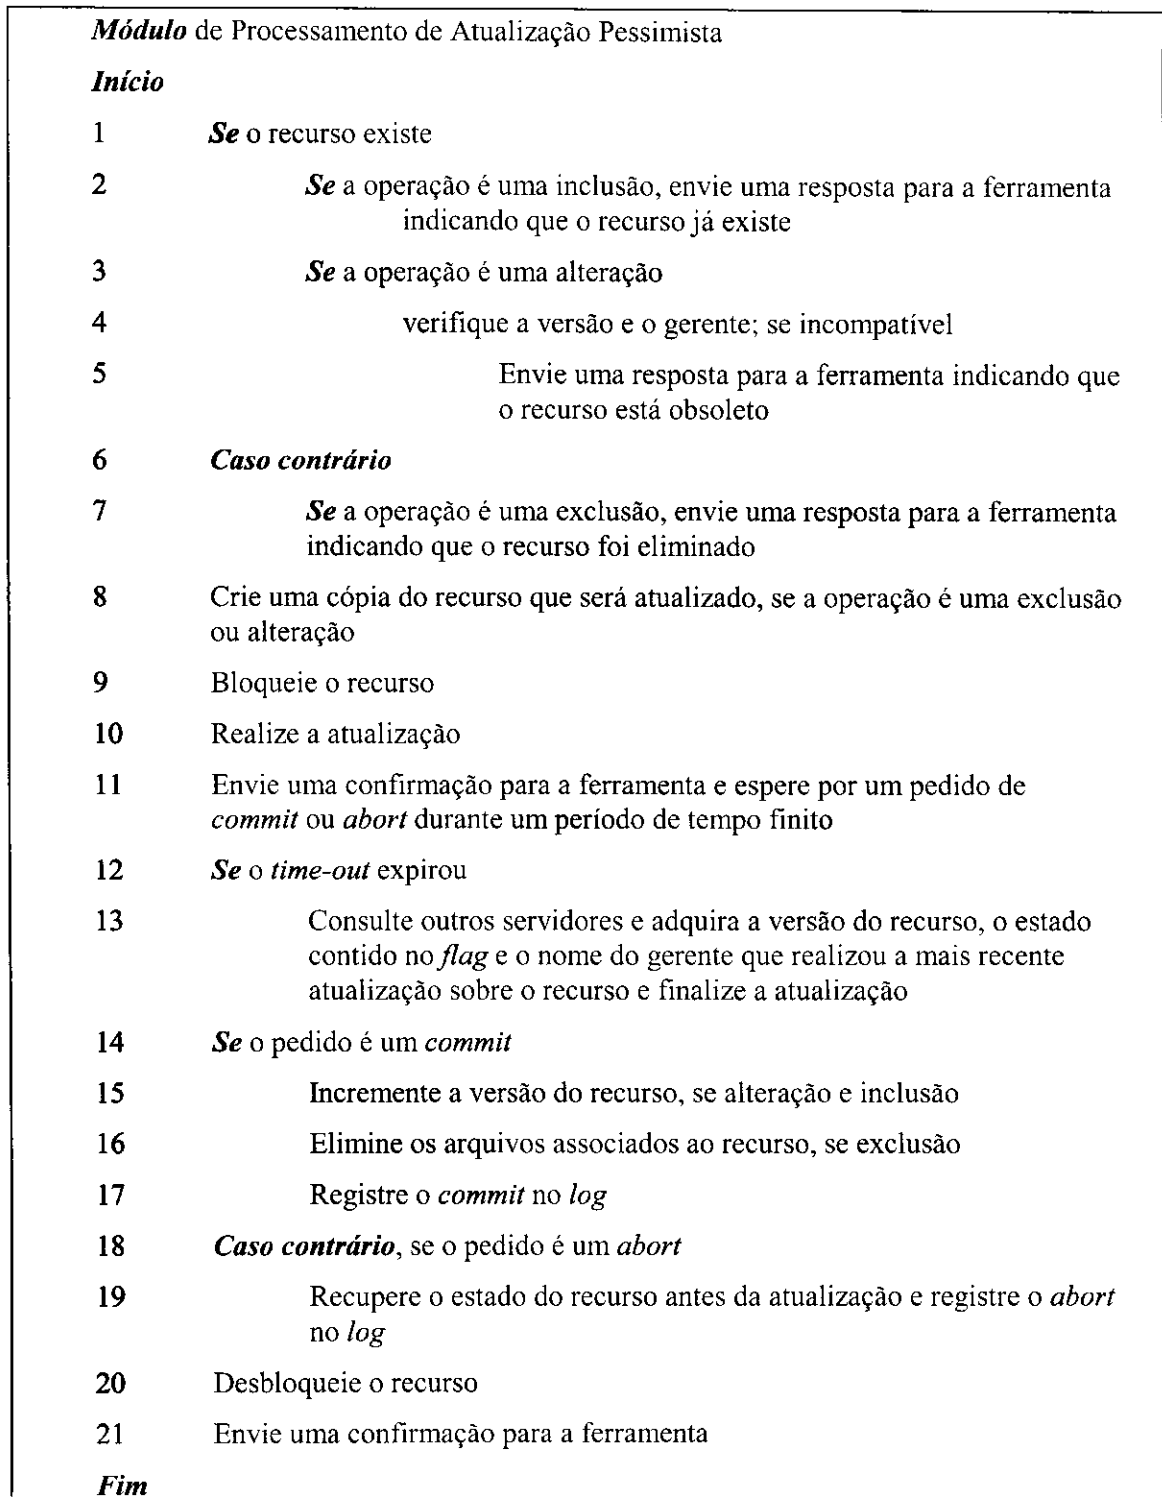 Módulo de Processamento de Atualização Pessimista
Início
1 Se o recurso existe
2 Se a operação é uma inclusão, envie uma resposta para a ferramenta
indicando que o recurso já existe
3 Se a operação é uma alteração
4 verifique a versão e o gerente; se incompatível
5 Envie uma resposta para a ferramenta indicando que
o recurso está obsoleto
6 Caso contrário
7 Se a operação é uma exclusão, envie uma resposta para a ferramenta
indicando que o recurso foi eliminado
8 Crie uma cópia do recurso que será atualizado, se a operação é uma exclusão
ou alteração
9 Bloqueie o recurso
10 Realize a atualização
11 Envie uma confirmação para a ferramenta e espere por um pedido de
commit ou abort durante um período de tempo finito
12 Se o time-out expirou
13 Consulte outros servidores e adquira a versão do recurso, o estado
contido no flag e o nome do gerente que realizou a mais recente
atualização sobre o recurso e finalize a atualização
14 Se o pedido é um commit
15 Incremente a versão do recurso, se alteração e inclusão
16 Elimine os arquivos associados ao recurso, se exclusão
17 Registre o commit no log
18 Caso contrário, se o pedido é um abort
19 Recupere o estado do recurso antes da atualização e registre o abort
no log
20 Desbloqueie o recurso
21 Envie uma confirmação para a ferramenta
Fim